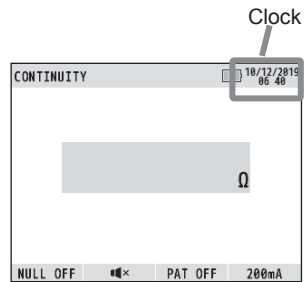 Clock
CONTINUITY
10/12/2019
06 40
Ω
NULL OFF PAT OFF 200mA